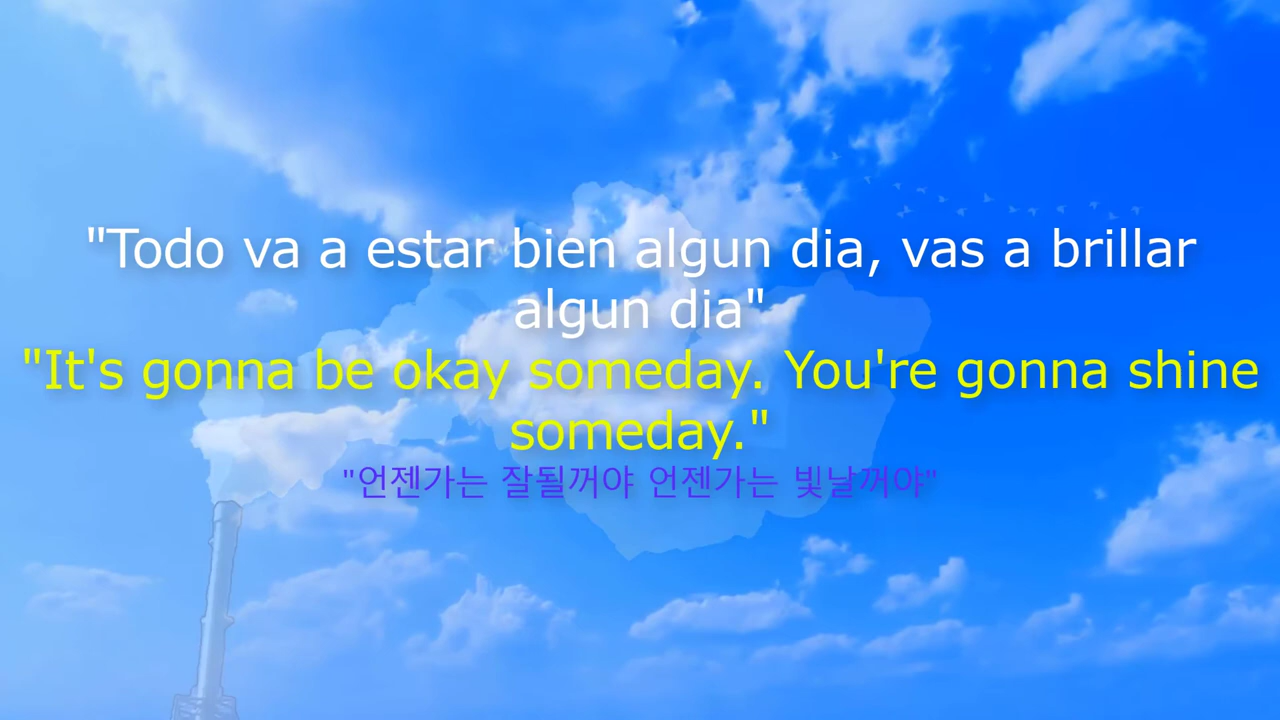 "Todo va a estar bien algun dia, vas a brillar
algun dia"
"It's gonna be okay someday. You're gonna shine
someday."
"언젠가는 잘될꺼야 언젠가는 빛날꺼야"